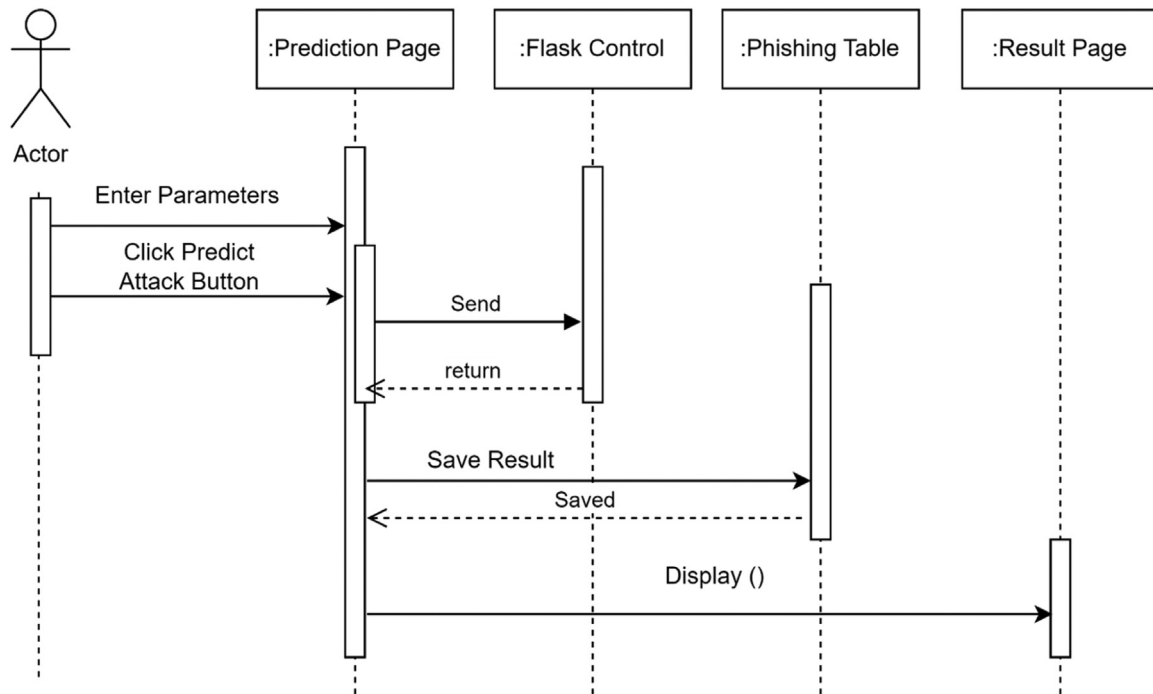 :Prediction Page
:Flask Control
:Phishing Table
:Result Page
Actor
Enter Parameters
Click Predict
Attack Button
Send
return
Save Result
Saved
Display ()